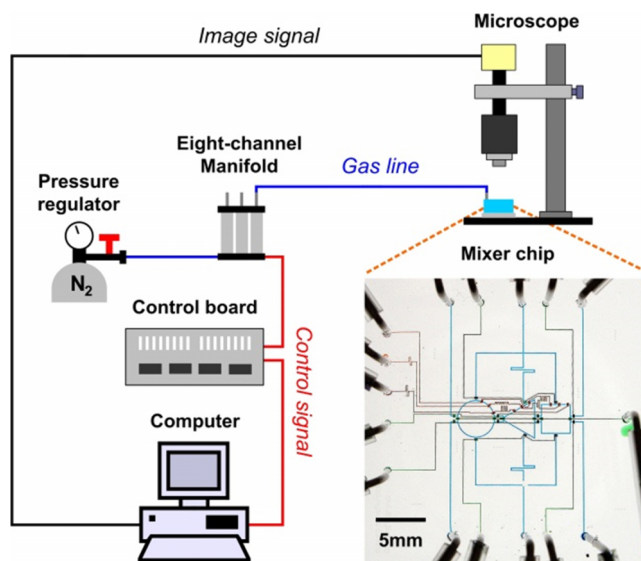 Microscope
Image signal
Eight-channel
Manifold
Gas line
Pressure
regulator
N2
Mixer chip
Control board
Control signal
Computer
5mm